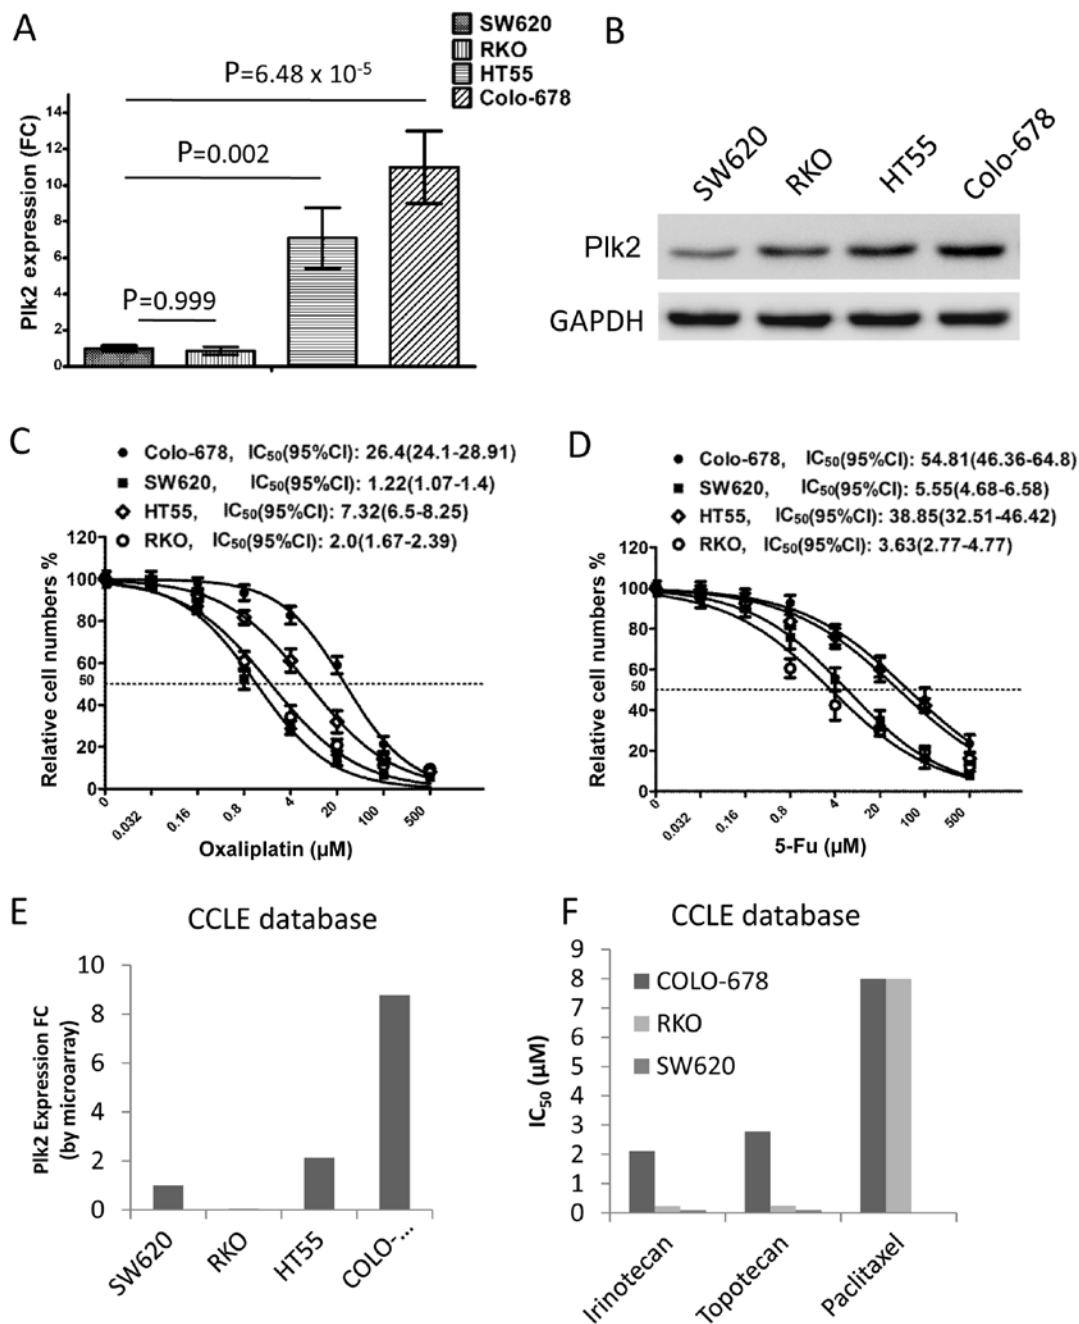 A
SW620
RKO
HT55
Colo-678
P=6.48 x 10-5
P=0.002
P=0.999
Plk2 expression (FC)
14
12
10
8
6
4
2
0
B
SW620
RKO
HT55
Colo-678
Plk2
GAPDH
C
Colo-678, IC50(95%CI): 26.4(24.1-28.91)
SW620, IC50(95%CI): 1.22(1.07-1.4)
HT55, IC50(95%CI): 7.32(6.5-8.25)
RKO, IC50(95%CI): 2.0(1.67-2.39)
Relative cell numbers %
120
100
80
60
50
40
20
0
0
0.032
0.16
0.8
4
20
100
500
Oxaliplatin (μM)
D
Colo-678, IC50(95%CI): 54.81(46.36-64.8)
SW620, IC50(95%CI): 5.55(4.68-6.58)
HT55, IC50(95%CI): 38.85(32.51-46.42)
RKO, IC50(95%CI): 3.63(2.77-4.77)
Relative cell numbers %
120
100
80
60
50
40
20
0
0
0.032
0.16
0.8
4
20
100
500
5-Fu (μM)
E
CCLE database
Plk2 Expression FC
(by microarray)
10
8
6
4
2
0
SW620
RKO
HT55
COLO-...
F
CCLE database
IC50 (μM)
9
8
7
6
5
4
3
2
1
0
COLO-678
RKO
SW620
Irinotecan
Topotecan
Paclitaxel